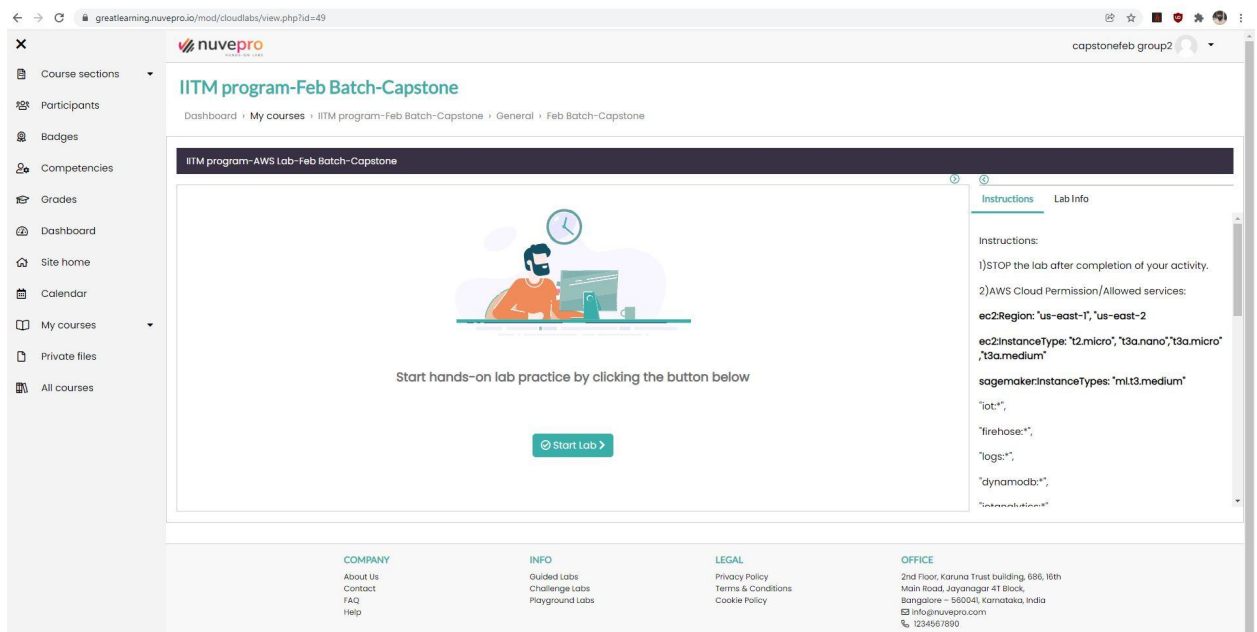 greatlearning.nuvepro.io/mod/cloudlabs/view.php?id=49
nuvepro
HANDS-ON LABS
capstonefeb group2
Course sections
Participants
Badges
Competencies
Grades
Dashboard
Site home
Calendar
My courses
Private files
All courses
IITM program-Feb Batch-Capstone
Dashboard › My courses › IITM program-Feb Batch-Capstone › General › Feb Batch-Capstone
IITM program-AWS Lab-Feb Batch-Capstone
Start hands-on lab practice by clicking the button below
Start Lab
Instructions Lab Info
Instructions:
1)STOP the lab after completion of your activity.
2)AWS Cloud Permission/Allowed services:
ec2:Region: "us-east-1", "us-east-2
ec2:InstanceType: "t2.micro", "t3a.nano","t3a.micro"
,"t3a.medium"
sagemaker:InstanceTypes: "ml.t3.medium"
"iot:*",
"firehose:*",
"logs:*",
"dynamodb:*",
"iotanalytics:*"
COMPANY
About Us
Contact
FAQ
Help
INFO
Guided Labs
Challenge Labs
Playground Labs
LEGAL
Privacy Policy
Terms & Conditions
Cookie Policy
OFFICE
2nd Floor, Karuna Trust building, 686, 16th
Main Road, Jayanagar 4T Block,
Bangalore – 560041, Karnataka, India
info@nuvepro.com
1234567890